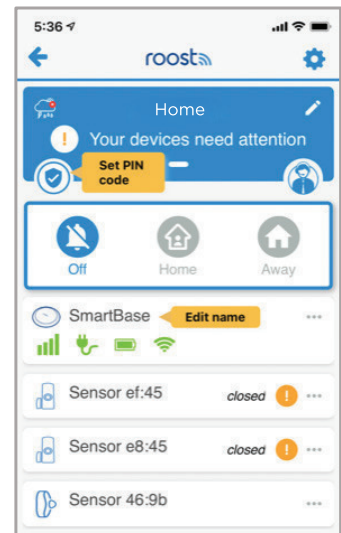 5:36
roost
Home
! Your devices need attention
Set PIN
code
Off Home Away
SmartBase Edit name ...
Sensor ef:45 closed ! ...
Sensor e8:45 closed ! ...
Sensor 46:9b ...